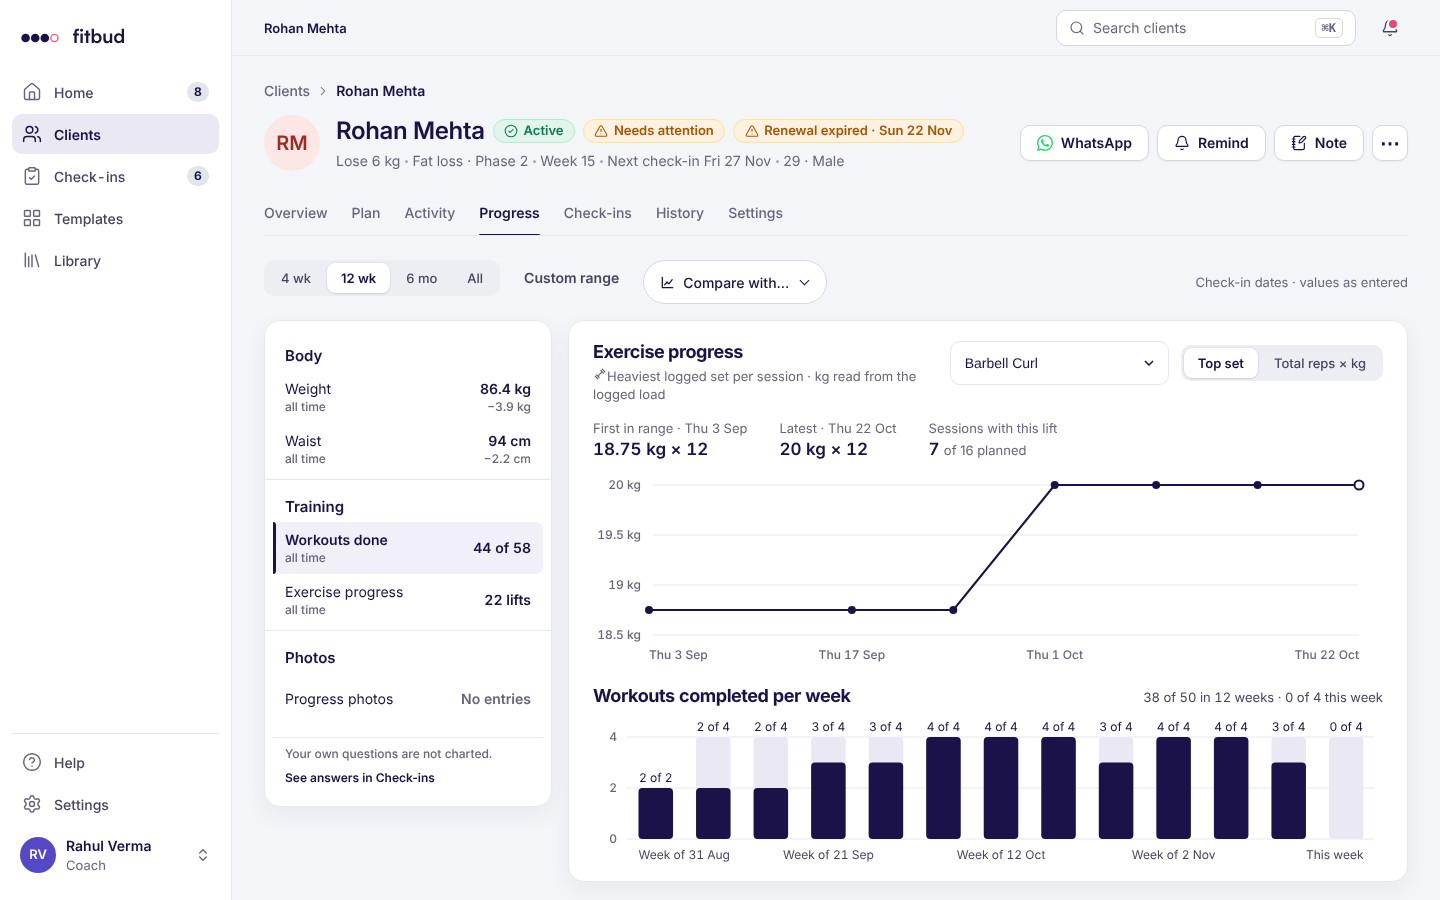 fitbud
Home 8
Clients
Check-ins 6
Templates
Library
Help
Settings
RV
Rahul Verma
Coach
Rohan Mehta
Search clients ⌘K
Clients › Rohan Mehta
RM
Rohan Mehta Active Needs attention Renewal expired · Sun 22 Nov
Lose 6 kg · Fat loss · Phase 2 · Week 15 · Next check-in Fri 27 Nov · 29 · Male
WhatsApp Remind Note
Overview Plan Activity Progress Check-ins History Settings
4 wk 12 wk 6 mo All Custom range Compare with... Check-in dates · values as entered
Body
Weight 86.4 kg
all time −3.9 kg
Waist 94 cm
all time −2.2 cm
Training
Workouts done 44 of 58
all time
Exercise progress 22 lifts
all time
Photos
Progress photos No entries
Your own questions are not charted.
See answers in Check-ins
Exercise progress
Heaviest logged set per session · kg read from the
logged load
Barbell Curl
Top set Total reps × kg
First in range · Thu 3 Sep Latest · Thu 22 Oct Sessions with this lift
18.75 kg × 12 20 kg × 12 7 of 16 planned
20 kg
19.5 kg
19 kg
18.5 kg
Thu 3 Sep Thu 17 Sep Thu 1 Oct Thu 22 Oct
Workouts completed per week 38 of 50 in 12 weeks · 0 of 4 this week
2 of 4 2 of 4 3 of 4 3 of 4 4 of 4 4 of 4 4 of 4 3 of 4 4 of 4 4 of 4 3 of 4 0 of 4
4
2 of 2
2
0
Week of 31 Aug Week of 21 Sep Week of 12 Oct Week of 2 Nov This week